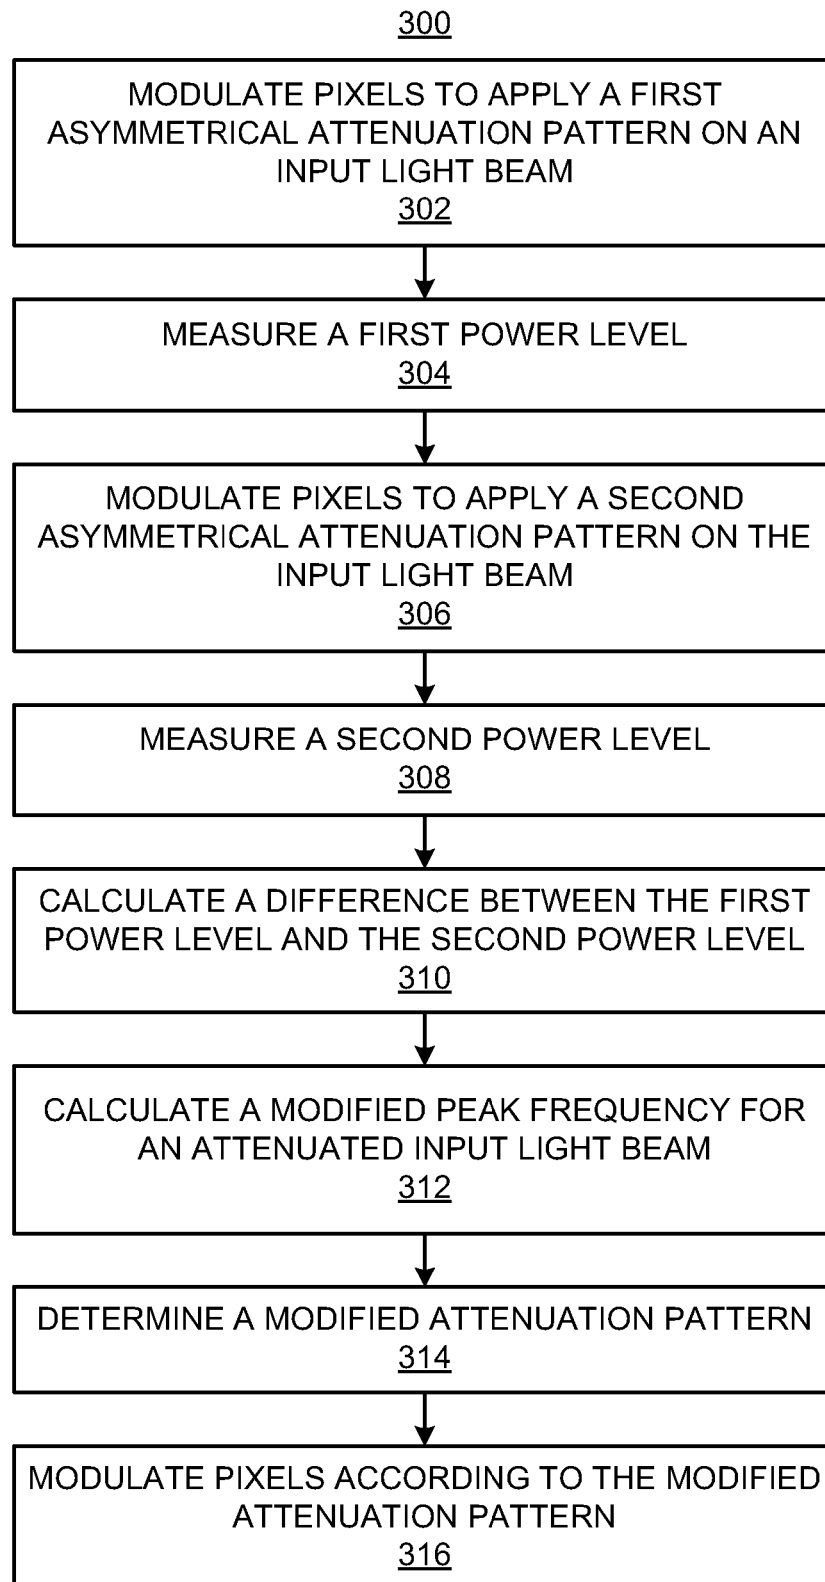 300
MODULATE PIXELS TO APPLY A FIRST
ASYMMETRICAL ATTENUATION PATTERN ON AN
INPUT LIGHT BEAM
302
MEASURE A FIRST POWER LEVEL
304
MODULATE PIXELS TO APPLY A SECOND
ASYMMETRICAL ATTENUATION PATTERN ON THE
INPUT LIGHT BEAM
306
MEASURE A SECOND POWER LEVEL
308
CALCULATE A DIFFERENCE BETWEEN THE FIRST
POWER LEVEL AND THE SECOND POWER LEVEL
310
CALCULATE A MODIFIED PEAK FREQUENCY FOR
AN ATTENUATED INPUT LIGHT BEAM
312
DETERMINE A MODIFIED ATTENUATION PATTERN
314
MODULATE PIXELS ACCORDING TO THE MODIFIED
ATTENUATION PATTERN
316